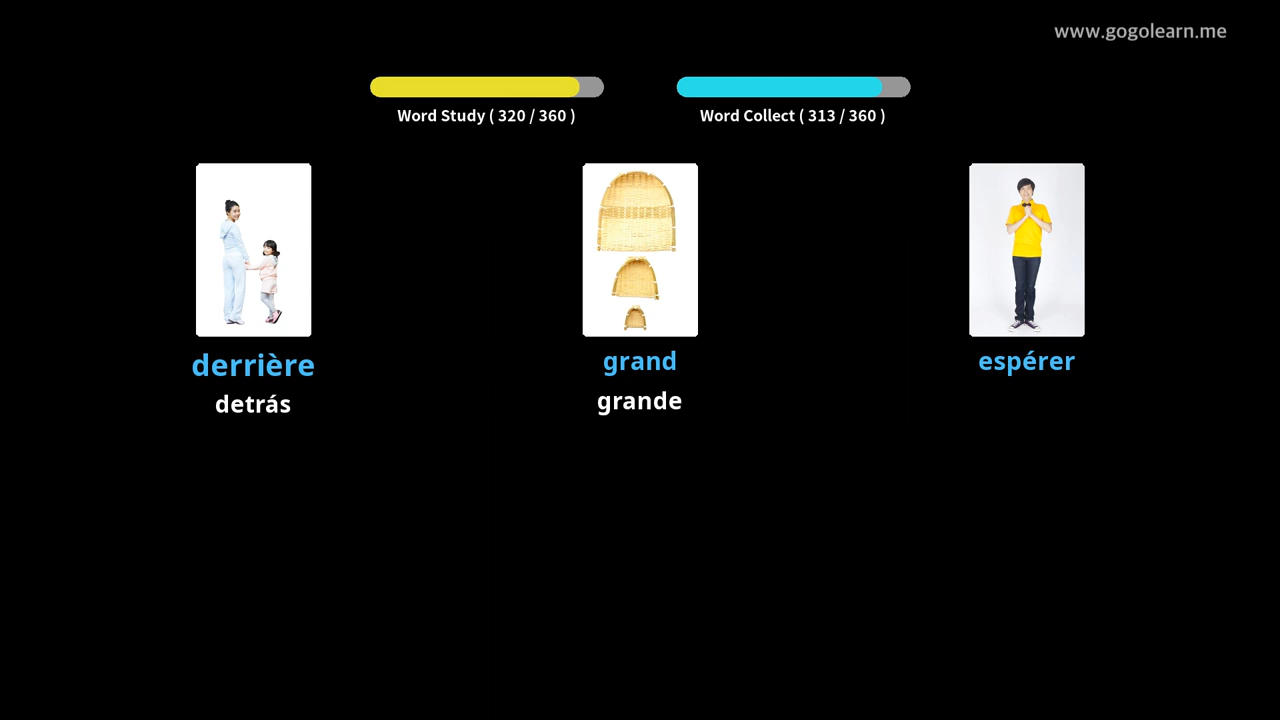 www.gogolearn.me
Word Study ( 320 / 360 )
Word Collect ( 313 / 360 )
derrière
detrás
grand
grande
espérer